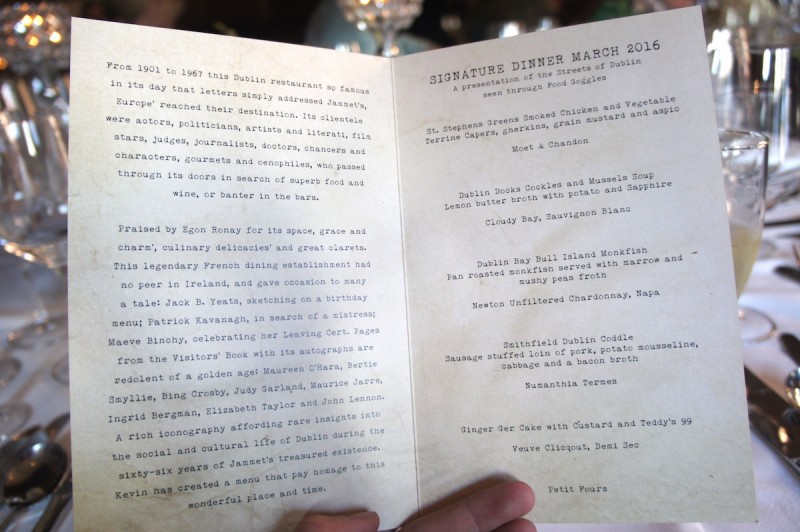 From 1901 to 1967 this Dublin restaurant so famous
in its day that letters simply addressed Jammet's,
Europe' reached their destination. Its clientele
were actors, politicians, artists and literati, film
stars, judges, journalists, doctors, chancers and
characters, gourmets and oenophiles, who passed
through its doors in search of superb food and
wine, or banter in the bars.
Praised by Egon Ronay for its space, grace and
charm', culinary delicacies' and great clarets.
This legendary French dining establishment had
no peer in Ireland, and gave occasion to many
a tale: Jack B. Yeats, sketching on a birthday
menu; Patrick Kavanagh, in search of a mistress;
Maeve Binchy, celebrating her Leaving Cert. Pages
from the Visitors' Book with its autographs are
redolent of a golden age: Maureen O'Hara, Bertie
Smyllie, Bing Crosby, Judy Garland, Maurice Jarre,
Ingrid Bergman, Elizabeth Taylor and John Lennon.
A rich iconography affording rare insights into
the social and cultural life of Dublin during the
sixty-six years of Jammet's treasured existence.
Kevin has created a menu that pay homage to this
wonderful place and time.
SIGNATURE DINNER MARCH 2016
A presentation of the Streets of Dublin
seen through Food Goggles
St. Stephens Greens Smoked Chicken and Vegetable
Terrine Capers, gherkins, grain mustard and aspic
Moet & Chandon
Dublin Docks Cockles and Mussels Soup
Lemon butter broth with potato and Sapphire
Cloudy Bay, Sauvignon Blanc
Dublin Bay Bull Island Monkfish
Pan roasted monkfish served with marrow and
mushy peam froth
Newton Unfiltered Chardonnay, Napa
Smithfield Dublin Coddle
Sausage stuffed loin of pork, potato mousseline,
cabbage and a bacon broth
Numanthia Termes
Ginger Ger Cake with Custard and Teddy's 99
Veuve Clicqout, Demi Sec
Petit Fours